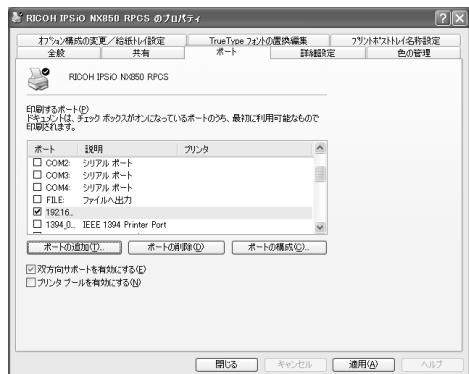 RICOH IPSiO NX850 RPCS のプロパティ
オプション構成の変更／給紙トレイ設定 TrueType フォントの置換編集 プリントポストトレイ名称設定
全般 共有 ポート 詳細設定 色の管理
RICOH IPSiO NX850 RPCS
印刷するポート(P)
ドキュメントは、チェック ボックスがオンになっているポートのうち、最初に利用可能なもので
印刷されます。
ポート 説明 プリンタ
COM2: シリアル ポート
COM3: シリアル ポート
COM4: シリアル ポート
FILE: ファイルへ出力
192.16...
1394_0... IEEE 1394 Printer Port
ポートの追加(T)... ポートの削除(D) ポートの構成(C)...
双方向サポートを有効にする(E)
プリンタ プールを有効にする(N)
閉じる キャンセル 適用(A) ヘルプ